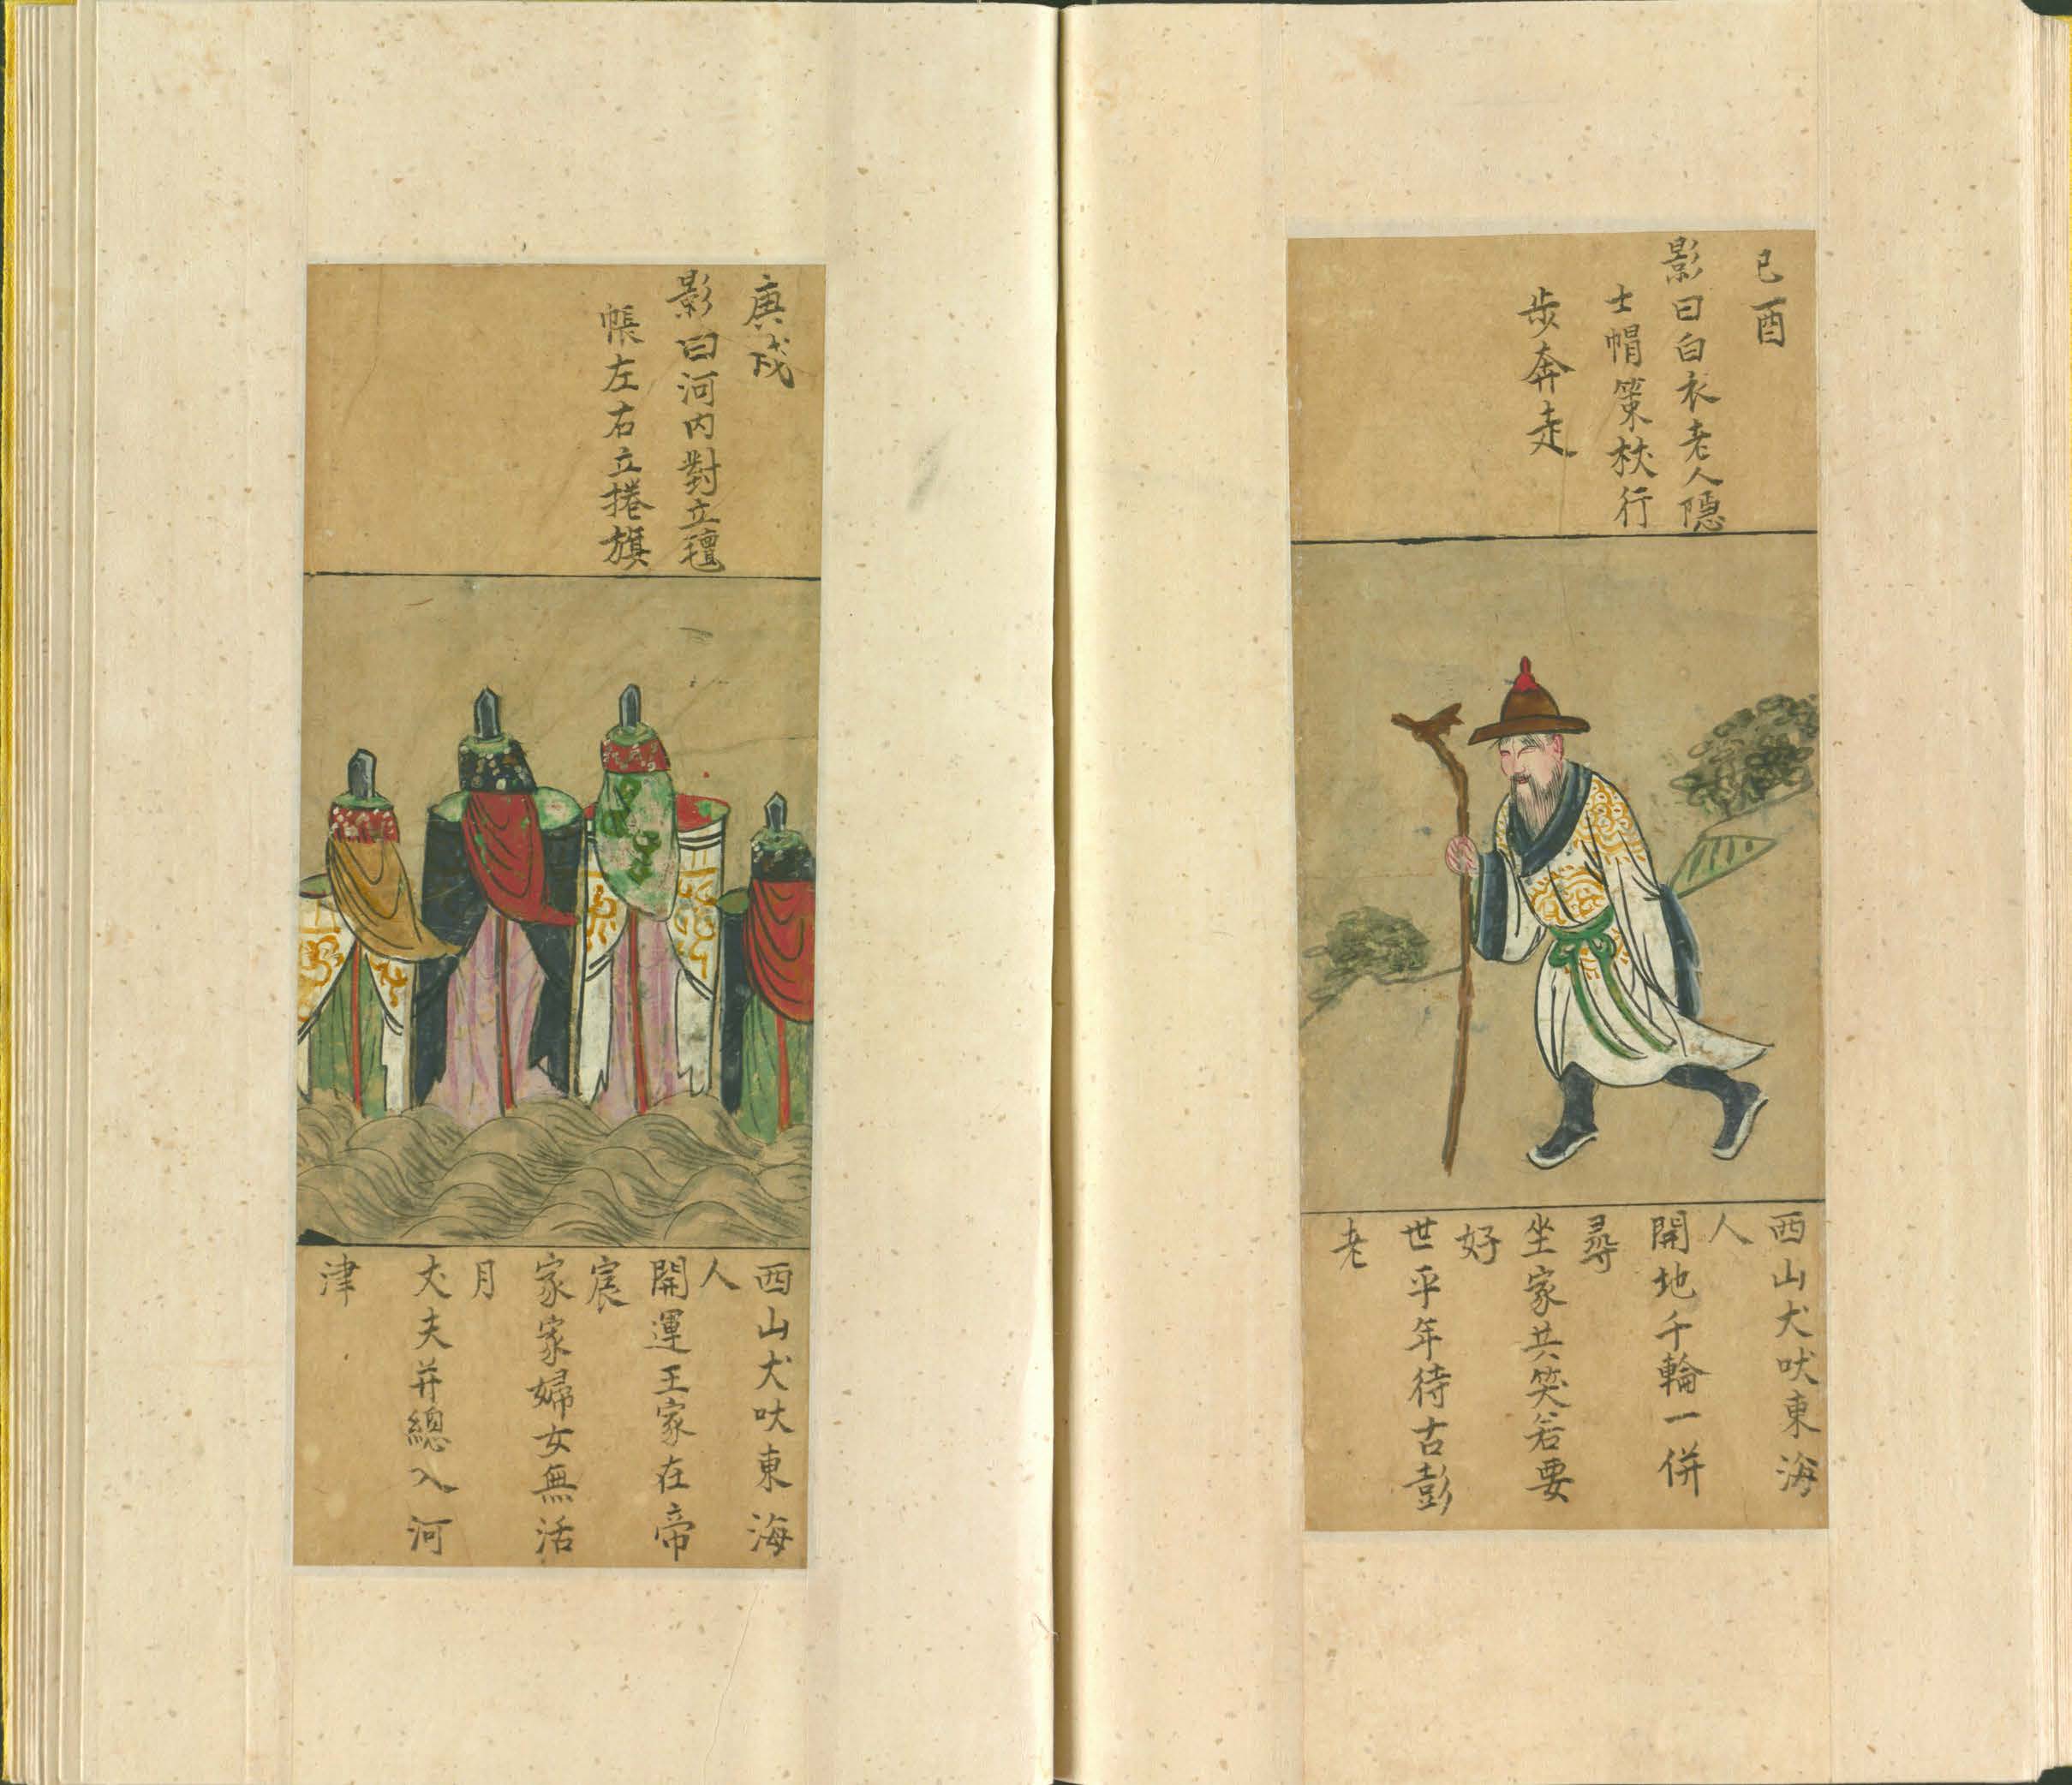 己酉
影曰白衣老人隱
士帽策杖行
步奔走
西山犬吠東海
人
開地千輪一併
尋
坐家共笑若要
好
世乎年待古彭
老
庚戌
影曰河内對立氊
帳左右立捲旗
西山犬吠東海
人
開運王家在帝
宸
家家婦女無活
月
丈夫并總入河
津